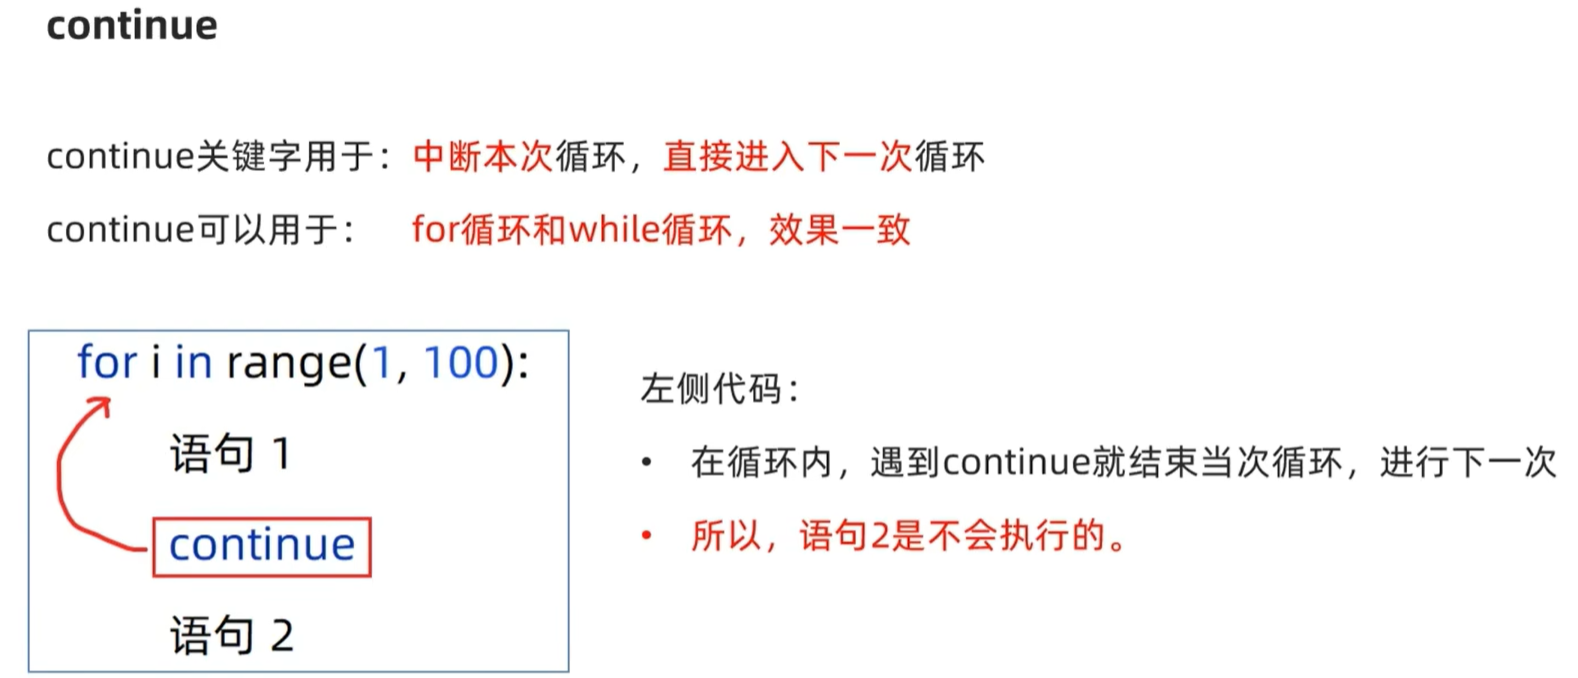 continue
continue关键字用于：中断本次循环，直接进入下一次循环
continue可以用于： for循环和while循环，效果一致
for i in range(1, 100):
语句 1
continue
语句 2
左侧代码：
• 在循环内，遇到continue就结束当次循环，进行下一次
• 所以，语句2是不会执行的。